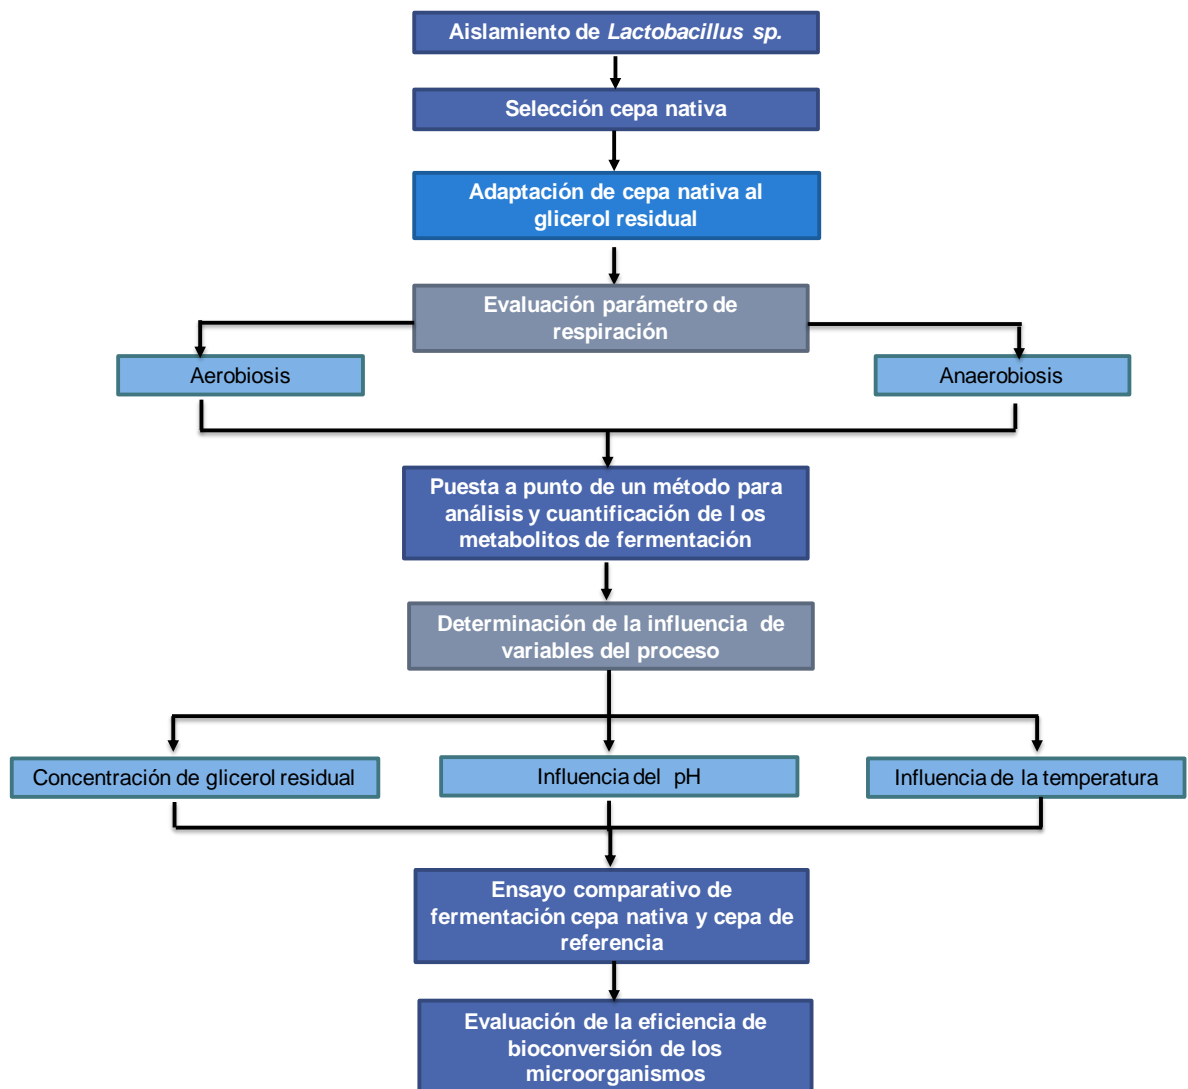 Aislamiento de Lactobacillus sp.
Selección cepa nativa
Adaptación de cepa nativa al
glicerol residual
Evaluación parámetro de
respiración
Aerobiosis
Anaerobiosis
Puesta a punto de un método para
análisis y cuantificación de l os
metabolitos de fermentación
Determinación de la influencia de
variables del proceso
Concentración de glicerol residual
Influencia del pH
Influencia de la temperatura
Ensayo comparativo de
fermentación cepa nativa y cepa de
referencia
Evaluación de la eficiencia de
bioconversión de los
microorganismos